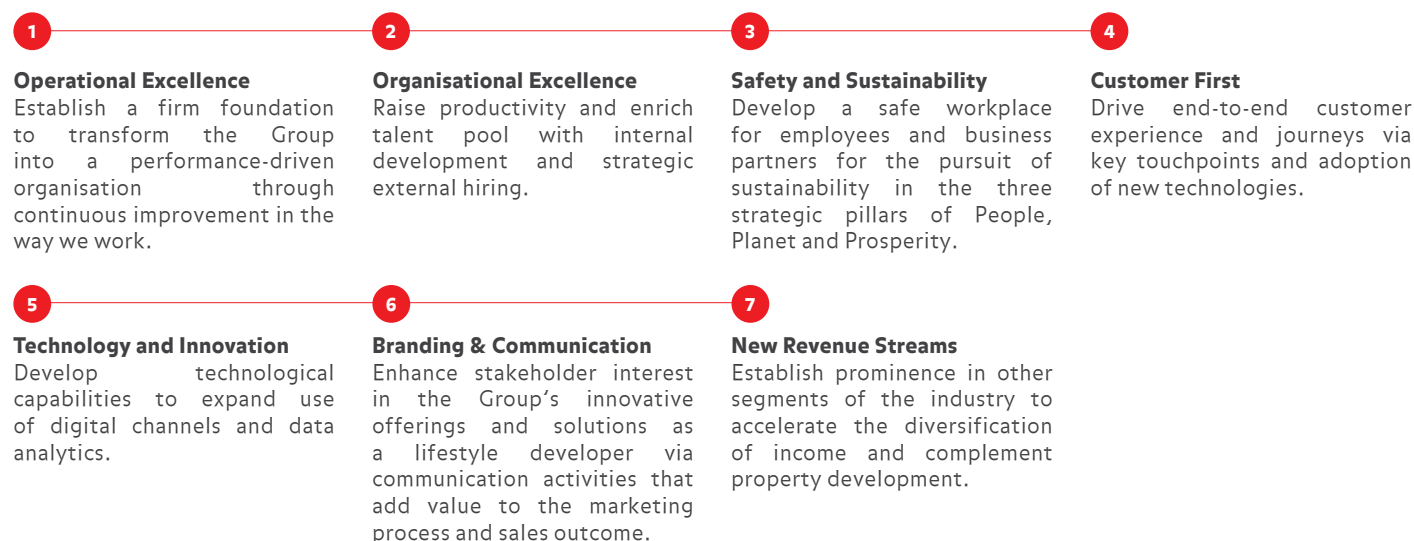 1
Operational Excellence
Establish a firm foundation
to transform the Group
into a performance-driven
organisation through
continuous improvement in the
way we work.
2
Organisational Excellence
Raise productivity and enrich
talent pool with internal
development and strategic
external hiring.
3
Safety and Sustainability
Develop a safe workplace
for employees and business
partners for the pursuit of
sustainability in the three
strategic pillars of People,
Planet and Prosperity.
4
Customer First
Drive end-to-end customer
experience and journeys via
key touchpoints and adoption
of new technologies.
5
Technology and Innovation
Develop technological
capabilities to expand use
of digital channels and data
analytics.
6
Branding & Communication
Enhance stakeholder interest
in the Group's innovative
offerings and solutions as
a lifestyle developer via
communication activities that
add value to the marketing
process and sales outcome.
7
New Revenue Streams
Establish prominence in other
segments of the industry to
accelerate the diversification
of income and complement
property development.